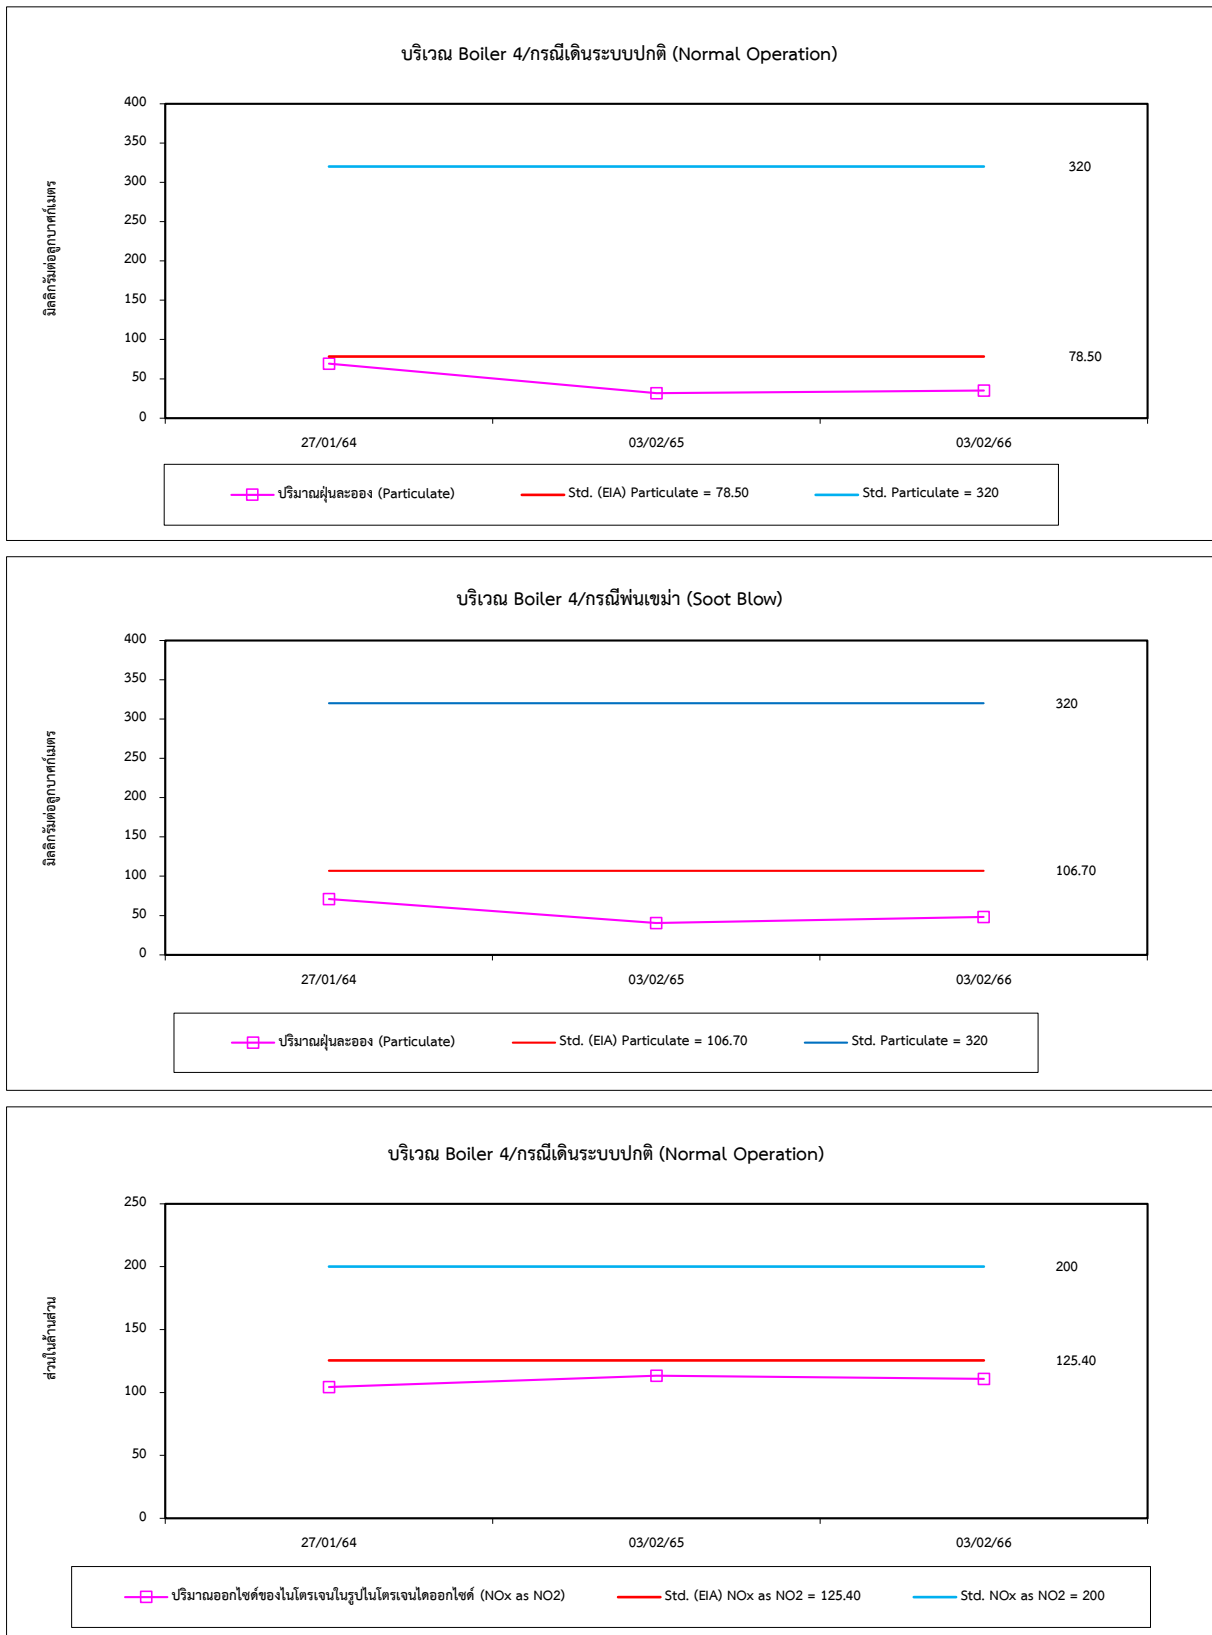 บริเวณ Boiler 4/กรณีเดินระบบปกติ (Normal Operation)
มิลลิกรัมต่อลูกบาศก์เมตร
400
350
300
250
200
150
100
50
0
320
78.50
27/01/64 03/02/65 03/02/66
ปริมาณฝุ่นละออง (Particulate) Std. (EIA) Particulate = 78.50 Std. Particulate = 320
บริเวณ Boiler 4/กรณีพ่นเขม่า (Soot Blow)
มิลลิกรัมต่อลูกบาศก์เมตร
400
350
300
250
200
150
100
50
0
320
106.70
27/01/64 03/02/65 03/02/66
ปริมาณฝุ่นละออง (Particulate) Std. (EIA) Particulate = 106.70 Std. Particulate = 320
บริเวณ Boiler 4/กรณีเดินระบบปกติ (Normal Operation)
ส่วนในล้านส่วน
250
200
150
100
50
0
200
125.40
27/01/64 03/02/65 03/02/66
ปริมาณออกไซด์ของไนโตรเจนในรูปไนโตรเจนไดออกไซด์ (NOx as NO2) Std. (EIA) NOx as NO2 = 125.40 Std. NOx as NO2 = 200